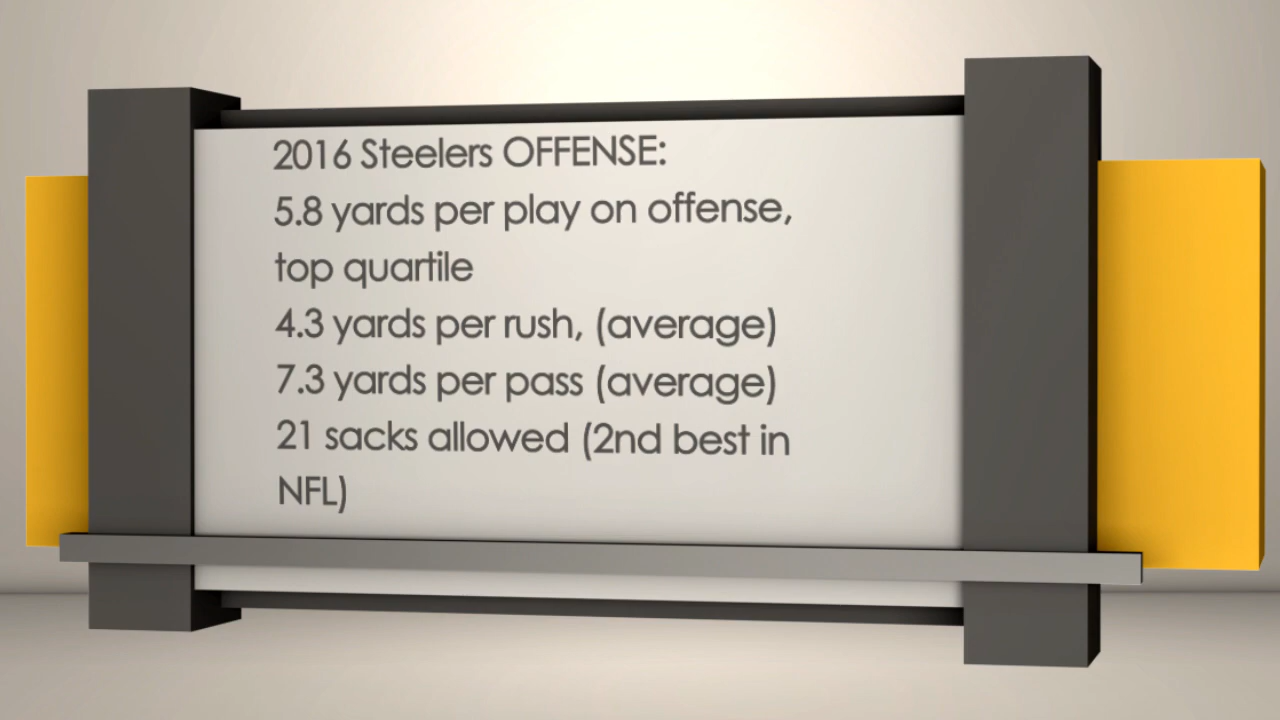 2016 Steelers OFFENSE:
5.8 yards per play on offense,
top quartile
4.3 yards per rush, (average)
7.3 yards per pass (average)
21 sacks allowed (2nd best in
NFL)